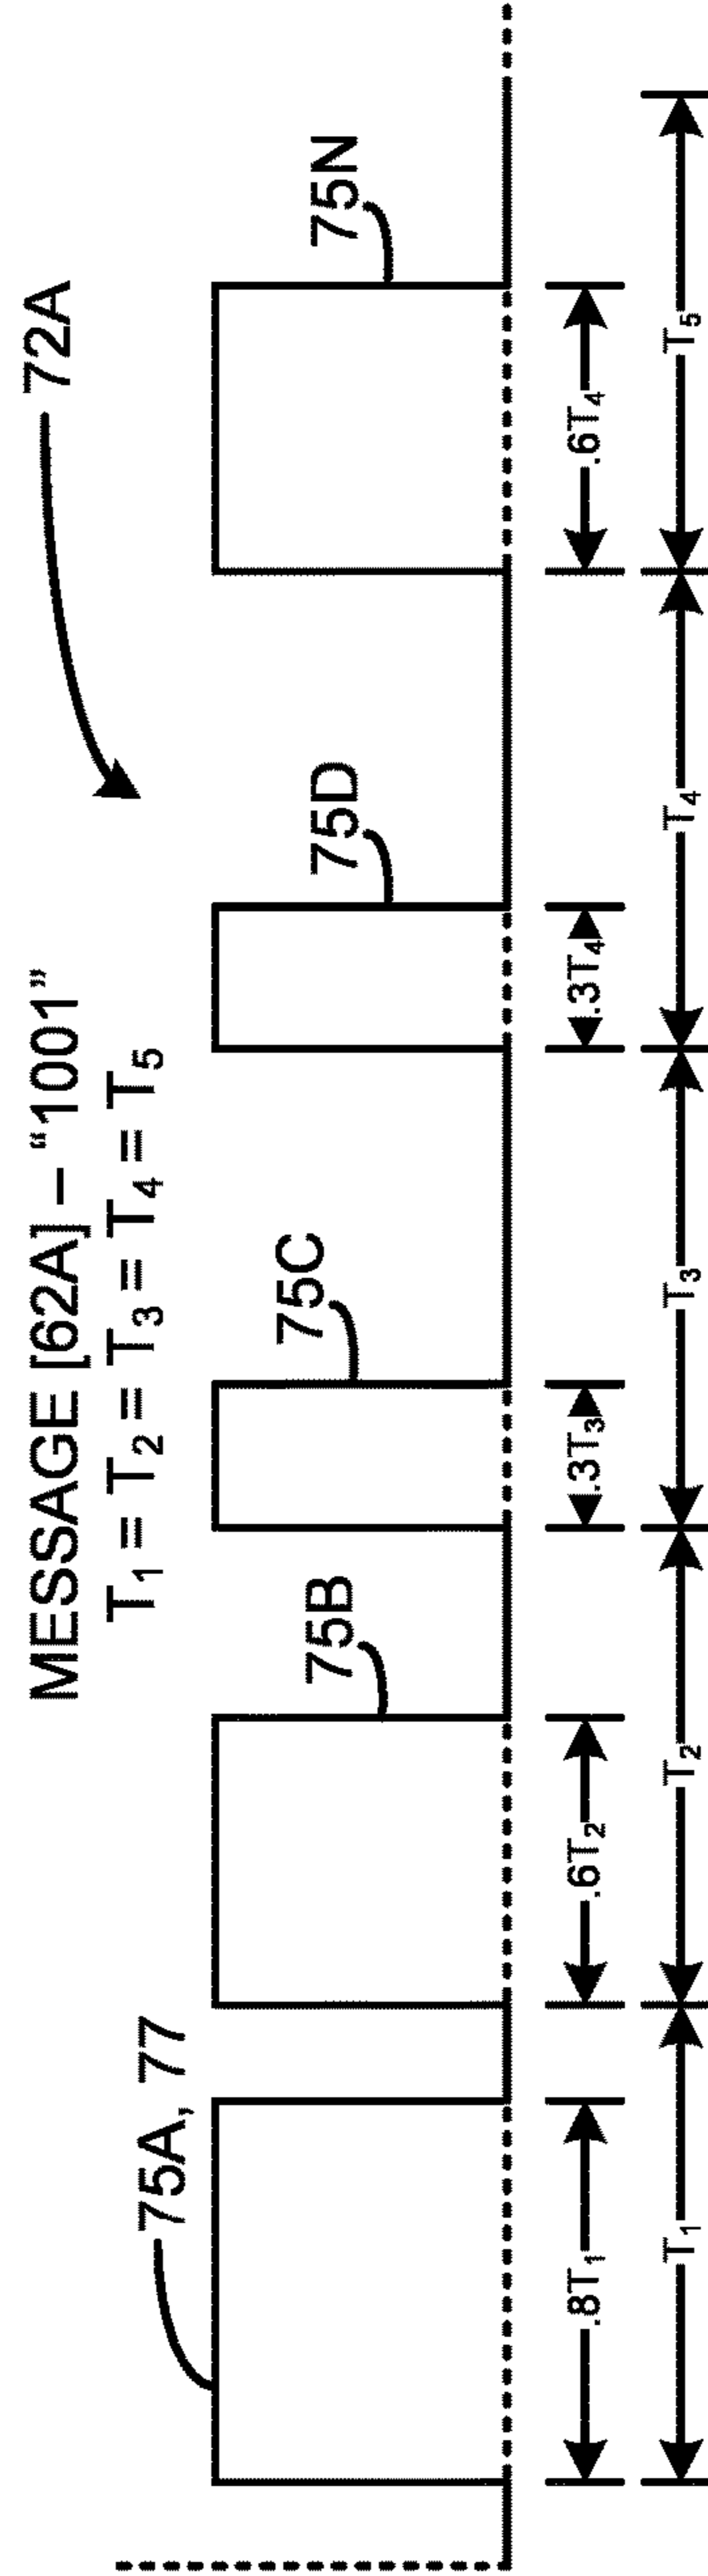 MESSAGE [62A] – “1001”
T₁ = T₂ = T₃ = T₄ = T₅
72A
75A, 77
75B
75C
75D
75N
.8T₁
.6T₂
.3T₃
.3T₄
.6T₄
T₁
T₂
T₃
T₄
T₅